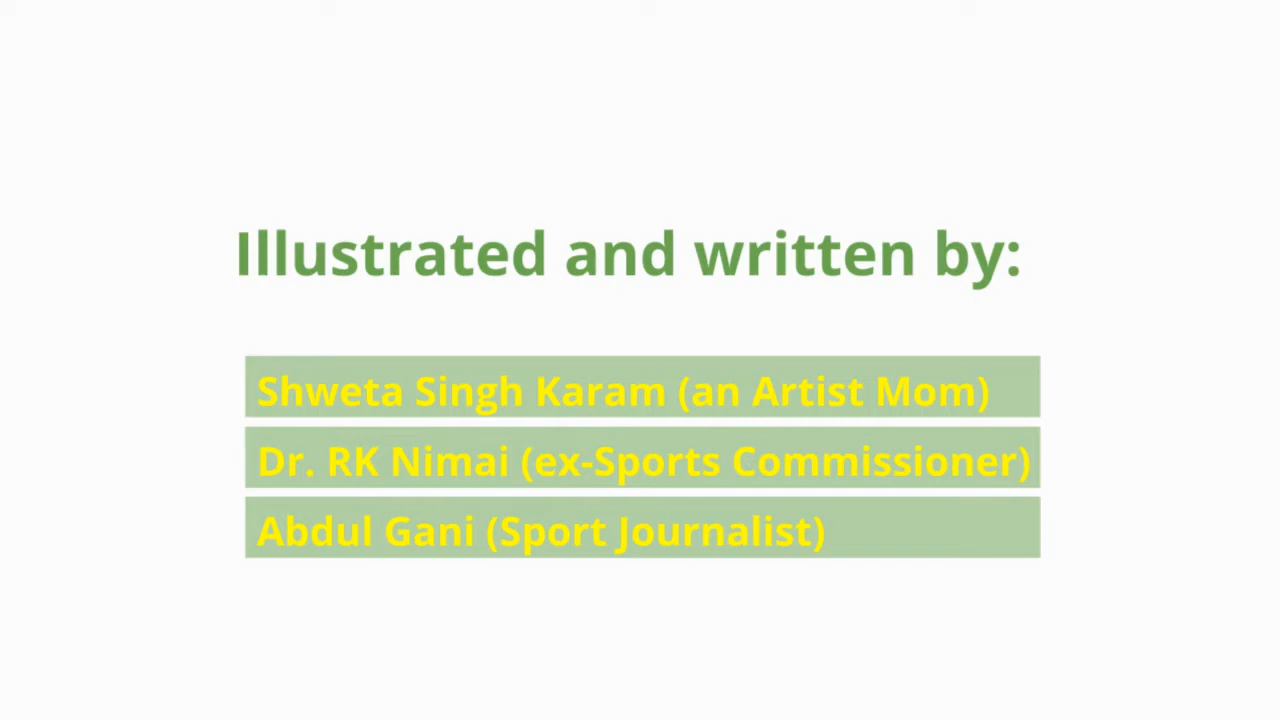 Illustrated and written by:
Shweta Singh Karam (an Artist Mom)
Dr. RK Nimai (ex-Sports Commissioner)
Abdul Gani (Sport Journalist)